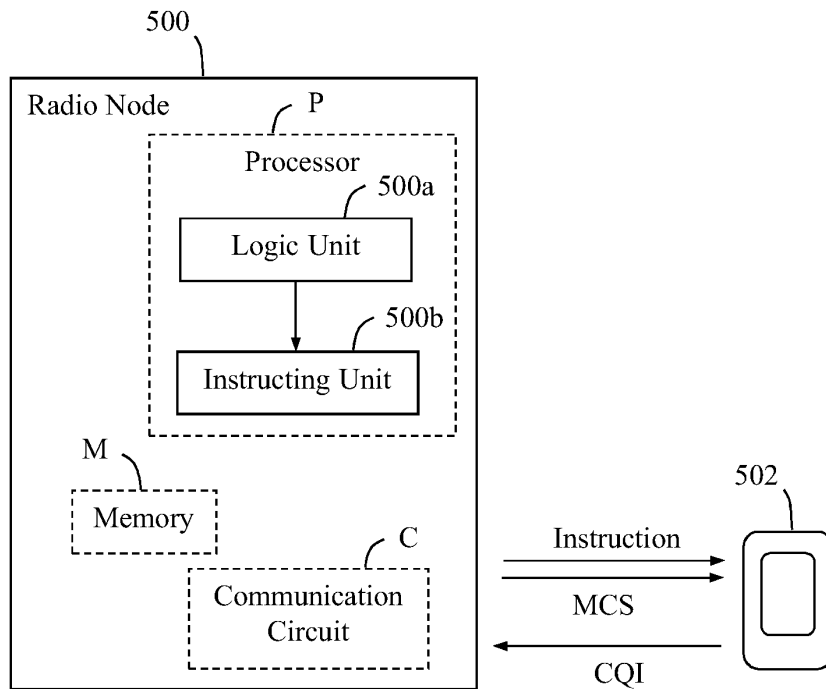 500
Radio Node
P
Processor
500a
Logic Unit
500b
Instructing Unit
M
Memory
C
Communication
Circuit
502
Instruction
MCS
CQI